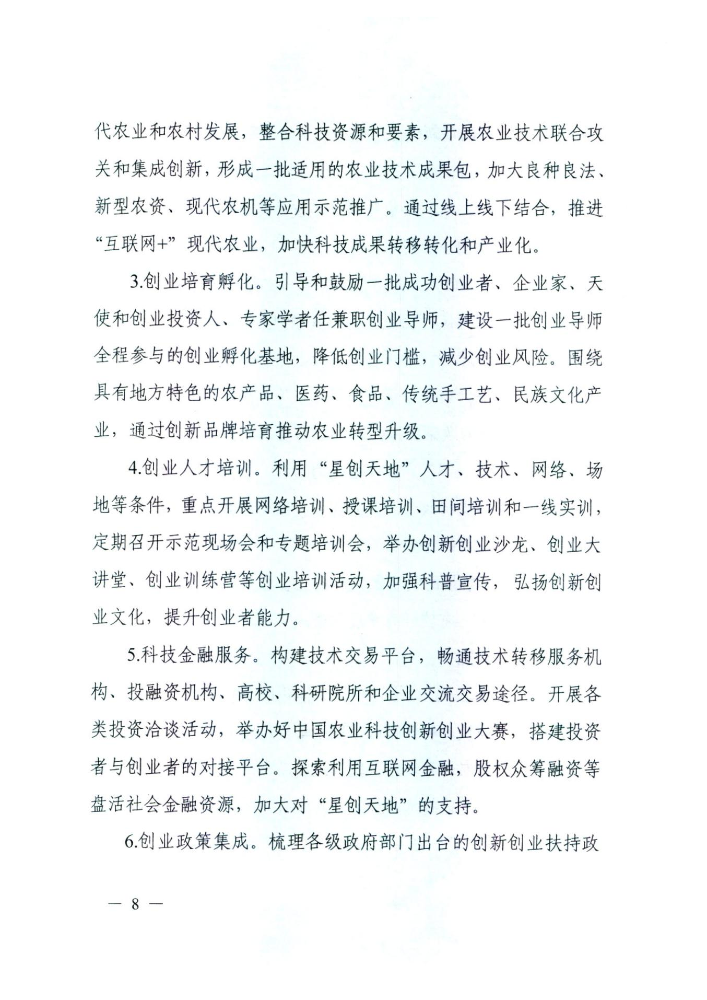 代农业和农村发展，整合科技资源和要素，开展农业技术联合攻
关和集成创新，形成一批适用的农业技术成果包，加大良种良法、
新型农资、现代农机等应用示范推广。通过线上线下结合，推进
“互联网+”现代农业，加快科技成果转移转化和产业化。
3.创业培育孵化。引导和鼓励一批成功创业者、企业家、天
使和创业投资人、专家学者任兼职创业导师，建设一批创业导师
全程参与的创业孵化基地，降低创业门槛，减少创业风险。围绕
具有地方特色的农产品、医药、食品、传统手工艺、民族文化产
业，通过创新品牌培育推动农业转型升级。
4.创业人才培训。利用“星创天地”人才、技术、网络、场
地等条件，重点开展网络培训、授课培训、田间培训和一线实训，
定期召开示范现场会和专题培训会，举办创新创业沙龙、创业大
讲堂、创业训练营等创业培训活动，加强科普宣传，弘扬创新创
业文化，提升创业者能力。
5.科技金融服务。构建技术交易平台，畅通技术转移服务机
构、投融资机构、高校、科研院所和企业交流交易途径。开展各
类投资洽谈活动，举办好中国农业科技创新创业大赛，搭建投资
者与创业者的对接平台。探索利用互联网金融，股权众筹融资等
盘活社会金融资源，加大对“星创天地”的支持。
6.创业政策集成。梳理各级政府部门出台的创新创业扶持政
— 8 —